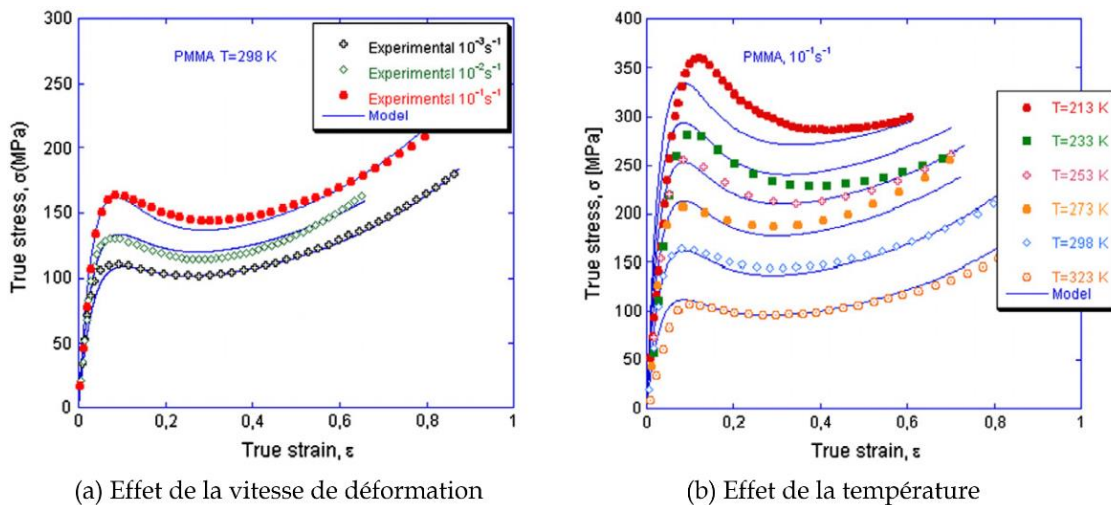 300
250
200
150
100
50
0
0
0,2
0,4
0,6
0,8
1
True stress, σ(MPa)
True strain, ε
PMMA T=298 K
Experimental 10⁻³s⁻¹
Experimental 10⁻²s⁻¹
Experimental 10⁻¹s⁻¹
Model
(a) Effet de la vitesse de déformation
400
350
300
250
200
150
100
50
0
0
0,2
0,4
0,6
0,8
1
True stress, σ [MPa]
True strain, ε
PMMA, 10⁻¹s⁻¹
T=213 K
T=233 K
T=253 K
T=273 K
T=298 K
T=323 K
Model
(b) Effet de la température